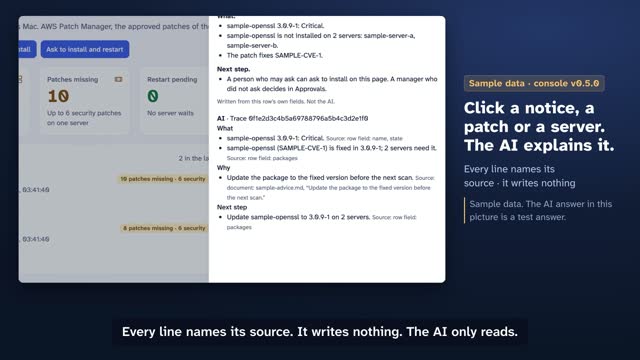 s Mac. AWS Patch Manager, the approved patches of the
tall
Ask to install and restart
Patches missing
10
Up to 6 security patches
on one server
Restart pending
0
No server waits
2 in the la
10 patches missing · 6 security
, 03:41:40
8 patches missing · 6 security
, 03:41:40
What.
sample-openssl 3.0.9-1: Critical.
sample-openssl is not installed on 2 servers: sample-server-a,
sample-server-b.
The patch fixes SAMPLE-CVE-1.
Next step.
A person who may ask can ask to install on this page. A manager who
did not ask decides in Approvals.
Written from this row's own fields. Not the AI.
AI · Trace 0f1e2d3c4b5a69788796a5b4c3d2e1f0
What
sample-openssl 3.0.9-1: Critical. Source: row field: name, state
sample-openssl (SAMPLE-CVE-1) is fixed in 3.0.9-1; 2 servers need it.
Source: row field: packages
Why
Update the package to the fixed version before the next scan. Source:
document: sample-advice.md, "Update the package to the fixed version before
the next scan."
Next step
Update sample-openssl to 3.0.9-1 on 2 servers. Source: row field:
packages
Sample data · console v0.5.0
Click a notice, a
patch or a server.
The AI explains it.
Every line names its
source · it writes nothing
Sample data. The AI answer in this
picture is a test answer.
Every line names its source. It writes nothing. The AI only reads.